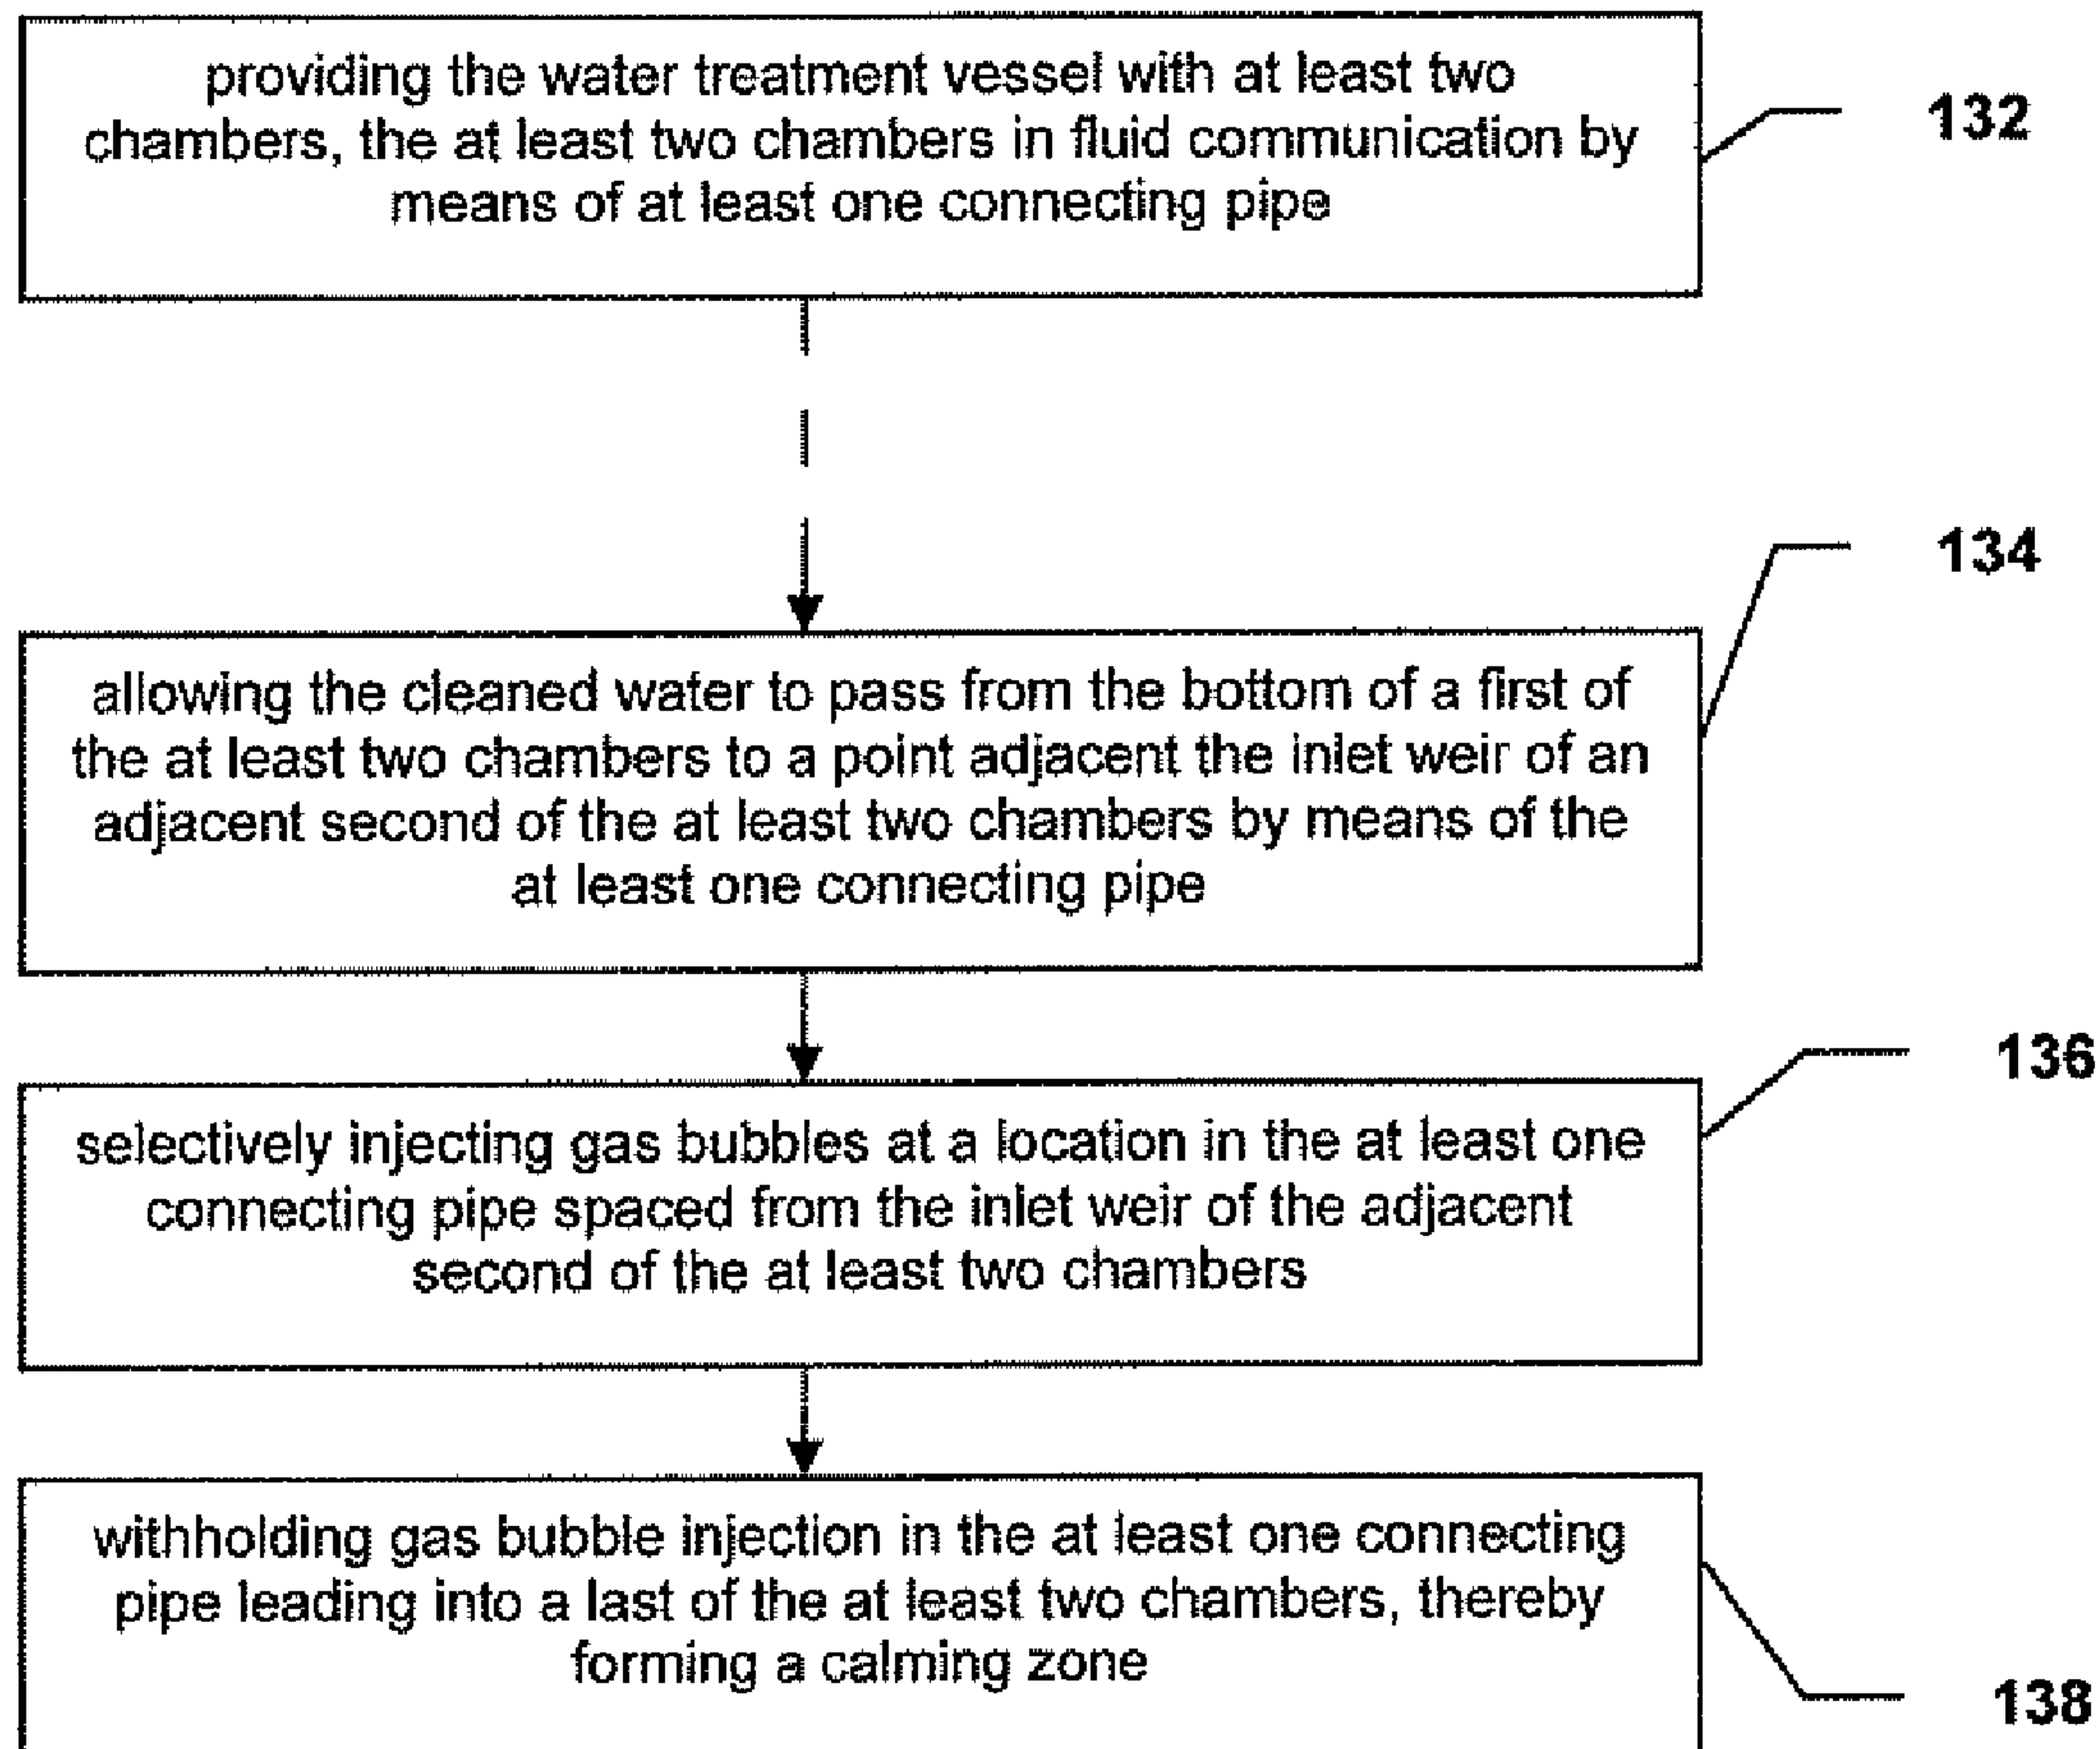 providing the water treatment vessel with at least two
chambers, the at least two chambers in fluid communication by
means of at least one connecting pipe
132
allowing the cleaned water to pass from the bottom of a first of
the at least two chambers to a point adjacent the inlet weir of an
adjacent second of the at least two chambers by means of the
at least one connecting pipe
134
selectively injecting gas bubbles at a location in the at least one
connecting pipe spaced from the inlet weir of the adjacent
second of the at least two chambers
136
withholding gas bubble injection in the at least one connecting
pipe leading into a last of the at least two chambers, thereby
forming a calming zone
138